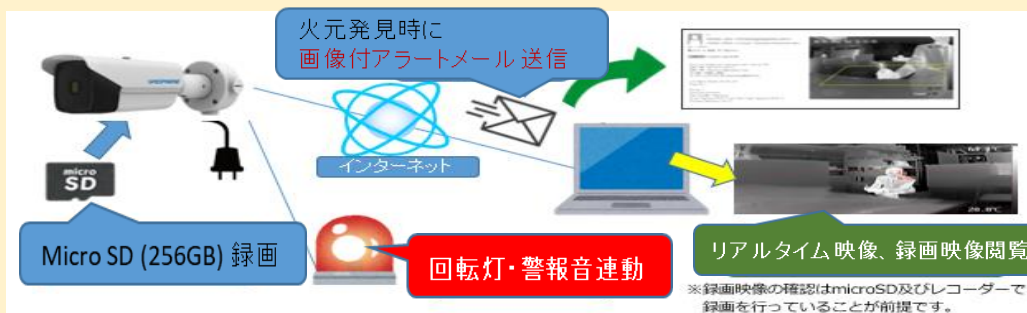 火元発見時に
画像付アラートメール送信
インターネット
micro
SD
Micro SD (256GB) 録画
回転灯・警報音連動
リアルタイム映像、録画映像閲覧
※録画映像の確認はmicroSD及びレコーダーで
録画を行っていることが前提です。